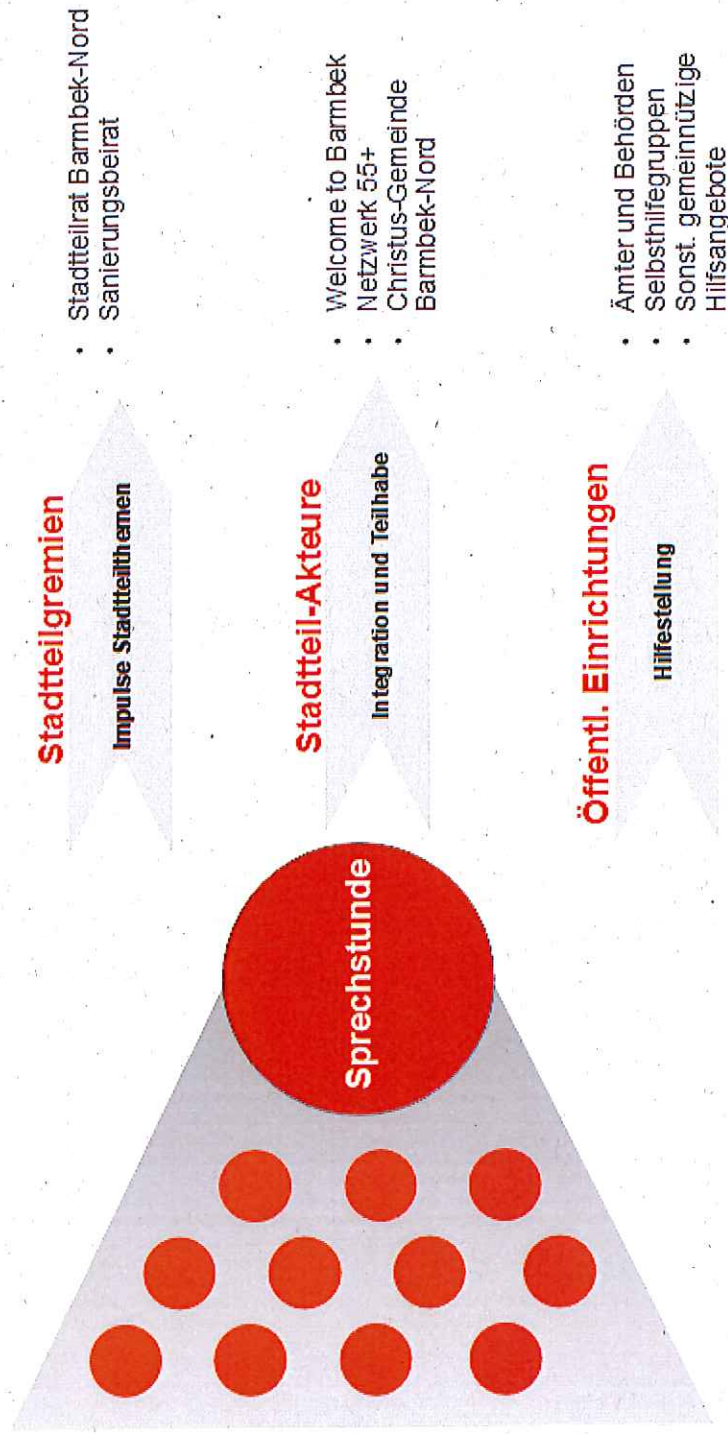 Sprechstunde
Stadtteilgremien
Impulse Stadtteilthemen
• Stadtteilrat Barmbek-Nord
• Sanierungsbeirat
Stadtteil-Akteure
Integration und Teilhabe
• Welcome to Barmbek
• Netzwerk 55+
• Christus-Gemeinde
Barmbek-Nord
Öffentl. Einrichtungen
Hilfestellung
• Ämter und Behörden
Selbsthilfegruppen
Sonst. gemeinnützige
Hilfsangebote